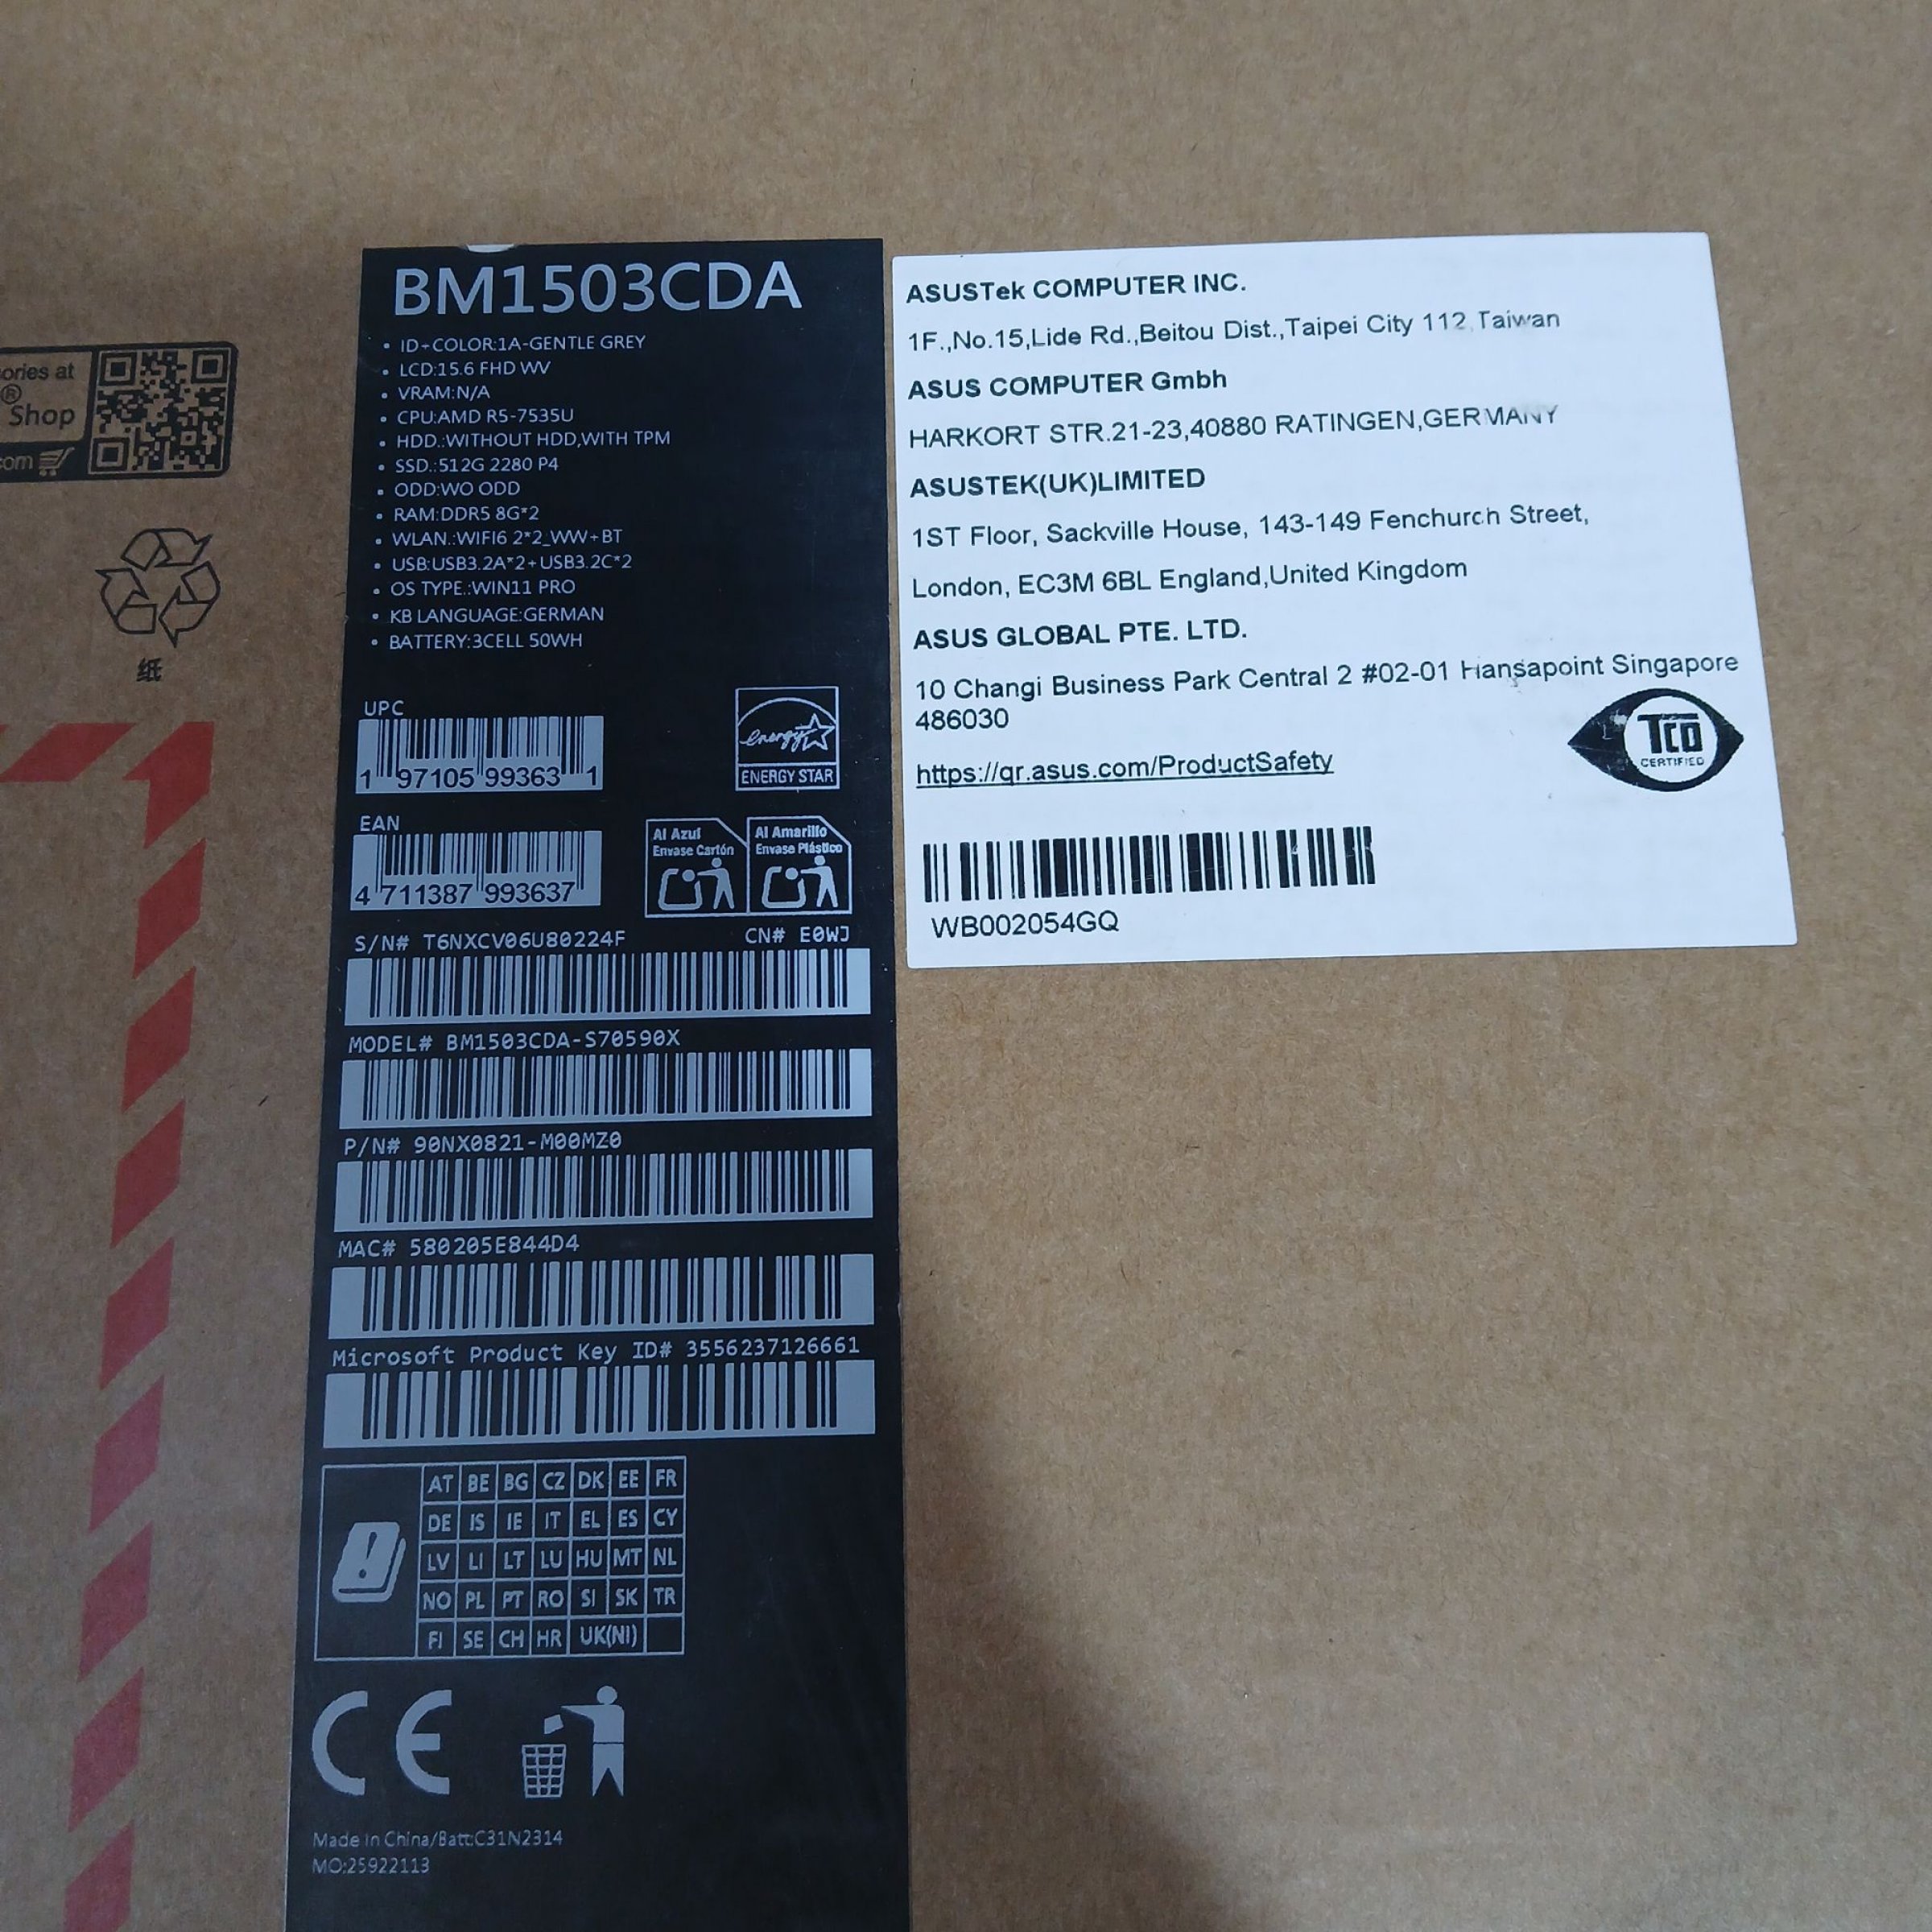 ories at
®
Shop
com
纸
BM1503CDA
• ID+COLOR:1A-GENTLE GREY
• LCD:15.6 FHD WV
• VRAM:N/A
• CPU:AMD R5-7535U
• HDD.:WITHOUT HDD,WITH TPM
• SSD.:512G 2280 P4
• ODD:WO ODD
• RAM:DDR5 8G*2
• WLAN.:WIFI6 2*2_WW+BT
• USB:USB3.2A*2+USB3.2C*2
• OS TYPE.:WIN11 PRO
• KB LANGUAGE:GERMAN
• BATTERY:3CELL 50WH
UPC
1 97105 99363 1
energy
ENERGY STAR
EAN
4 711387 993637
Al Azul
Envase Cartón
Al Amarillo
Envase Plástico
S/N# T6NXCV06U80224F CN# E0WJ
MODEL# BM1503CDA-S70590X
P/N# 90NX0821-M00MZ0
MAC# 580205E844D4
Microsoft Product Key ID# 3556237126661
AT BE BG CZ DK EE FR
DE IS IE IT EL ES CY
LV LI LT LU HU MT NL
NO PL PT RO SI SK TR
FI SE CH HR UK(NI)
CE
Made in China/Batt:C31N2314
MO:25922113
ASUSTek COMPUTER INC.
1F.,No.15,Lide Rd.,Beitou Dist.,Taipei City 112,Taiwan
ASUS COMPUTER Gmbh
HARKORT STR.21-23,40880 RATINGEN,GERMANY
ASUSTEK(UK)LIMITED
1ST Floor, Sackville House, 143-149 Fenchurch Street,
London, EC3M 6BL England,United Kingdom
ASUS GLOBAL PTE. LTD.
10 Changi Business Park Central 2 #02-01 Hansapoint Singapore
486030
https://qr.asus.com/ProductSafety
TCO
CERTIFIED
WB002054GQ